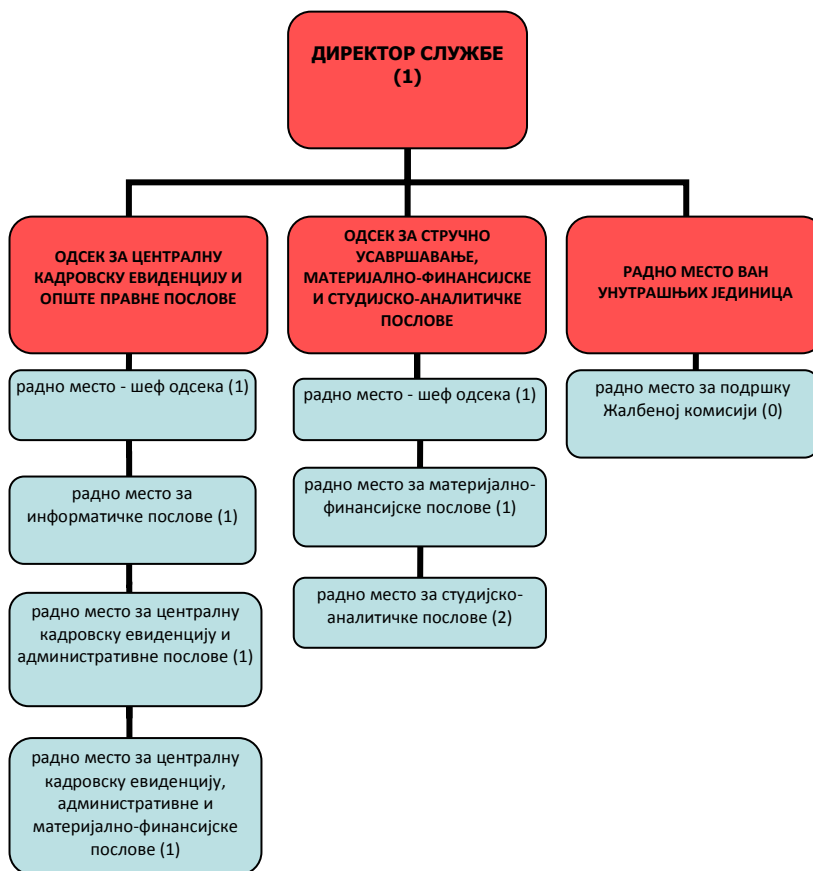 ДИРЕКТОР СЛУЖБЕ
(1)
ОДСЕК ЗА ЦЕНТРАЛНУ
КАДРОВСКУ ЕВИДЕНЦИЈУ И
ОПШТЕ ПРАВНЕ ПОСЛОВЕ
ОДСЕК ЗА СТРУЧНО
УСАВРШАВАЊЕ,
МАТЕРИЈАЛНО-ФИНАНСИЈСКЕ
И СТУДИЈСКО-АНАЛИТИЧКЕ
ПОСЛОВЕ
РАДНО МЕСТО ВАН
УНУТРАШЊИХ ЈЕДИНИЦА
радно место - шеф одсека (1)
радно место за
информатичке послове (1)
радно место за централну
кадровску евиденцију и
административне послове (1)
радно место за централну
кадровску евиденцију,
административне и
материјално-финансијске
послове (1)
радно место - шеф одсека (1)
радно место за материјално-
финансијске послове (1)
радно место за студијско-
аналитичке послове (2)
радно место за подршку
Жалбеној комисији (0)